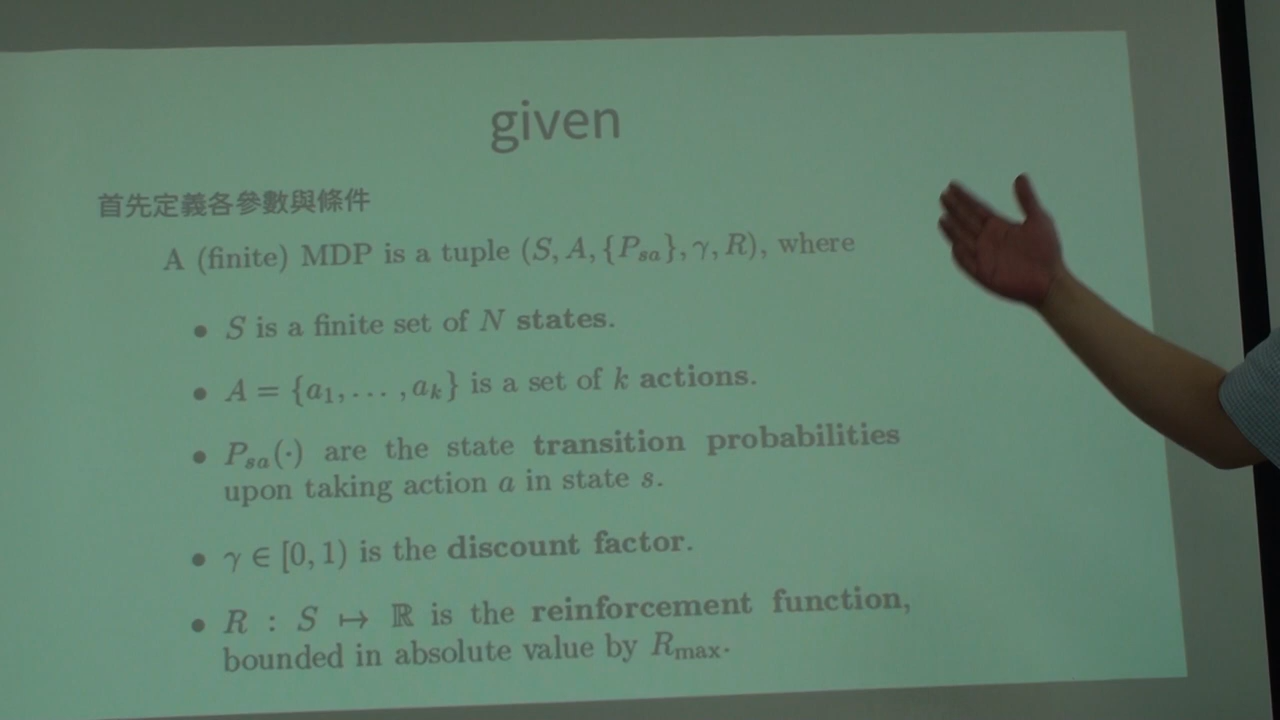 given
首先定義各參數與條件
A (finite) MDP is a tuple (S, A, {P_sa}, γ, R), where
• S is a finite set of N states.
• A = {a_1, . . . , a_k} is a set of k actions.
• P_sa(·) are the state transition probabilities
upon taking action a in state s.
• γ ∈ [0, 1) is the discount factor.
• R : S ↦ ℝ is the reinforcement function,
bounded in absolute value by R_max.